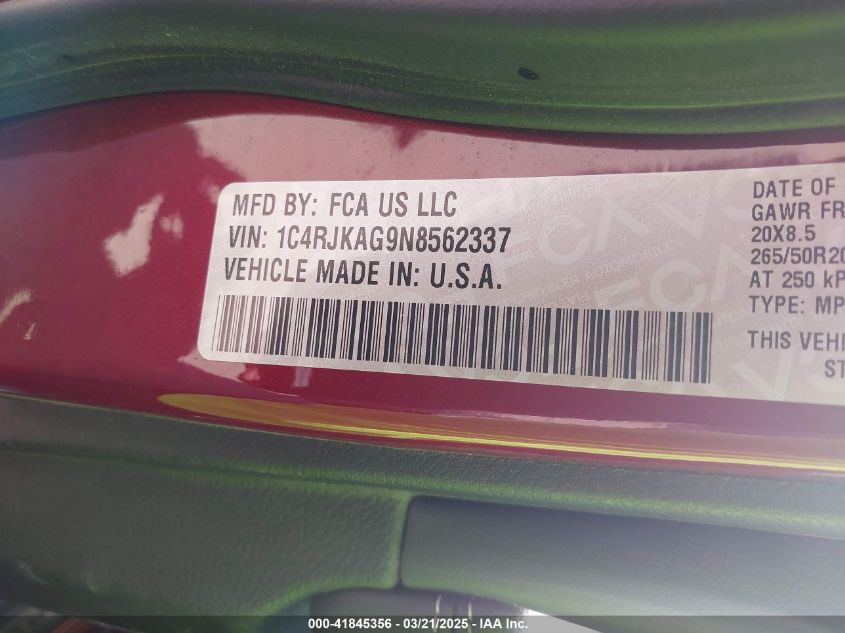 MFD BY: FCA US LLC
VIN: 1C4RJKAG9N8562337
VEHICLE MADE IN: U.S.A.
DATE OF
GAWR FR
20X8.5
265/50R20
AT 250 kP
TYPE: MP
THIS VEHI
ST
000-41845356 - 03/21/2025 - IAA Inc.